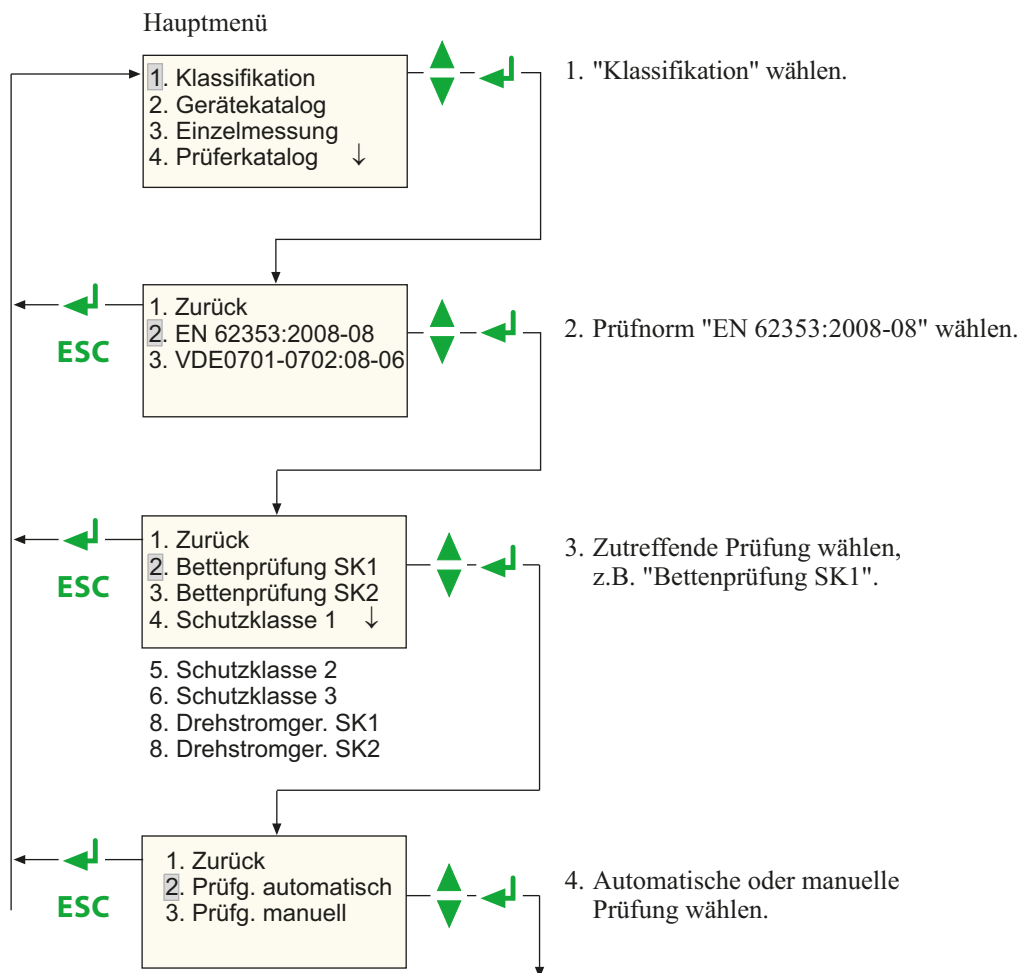 Hauptmenü
1. Klassifikation
2. Gerätekatalog
3. Einzelmessung
4. Prüferkatalog ↓
1. "Klassifikation" wählen.
1. Zurück
2. EN 62353:2008-08
3. VDE0701-0702:08-06
ESC
2. Prüfnorm "EN 62353:2008-08" wählen.
1. Zurück
2. Bettenprüfung SK1
3. Bettenprüfung SK2
4. Schutzklasse 1 ↓
5. Schutzklasse 2
6. Schutzklasse 3
8. Drehstromger. SK1
8. Drehstromger. SK2
ESC
3. Zutreffende Prüfung wählen,
z.B. "Bettenprüfung SK1".
1. Zurück
2. Prüfg. automatisch
3. Prüfg. manuell
ESC
4. Automatische oder manuelle
Prüfung wählen.